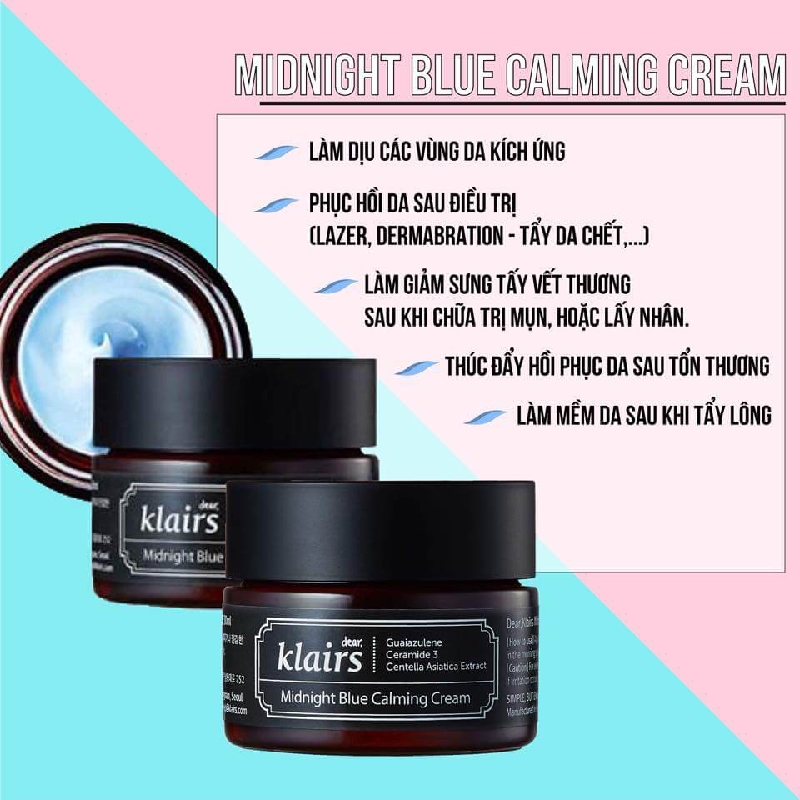 MIDNIGHT BLUE CALMING CREAM
LÀM DỊU CÁC VÙNG DA KÍCH ỨNG
PHỤC HỒI DA SAU ĐIỀU TRỊ
(LAZER, DERMABRATION - TẨY DA CHẾT,...)
LÀM GIẢM SƯNG TẤY VẾT THƯƠNG
SAU KHI CHỮA TRỊ MỤN, HOẶC LẤY NHÂN.
THÚC ĐẨY HỒI PHỤC DA SAU TỔN THƯƠNG
LÀM MỀM DA SAU KHI TẨY LÔNG
dear,
klairs
Midnight Blue
dear,
klairs
Guaiazulene
Ceramide 3
Centella Asiatica Extract
Midnight Blue Calming Cream
Dear, Klairs